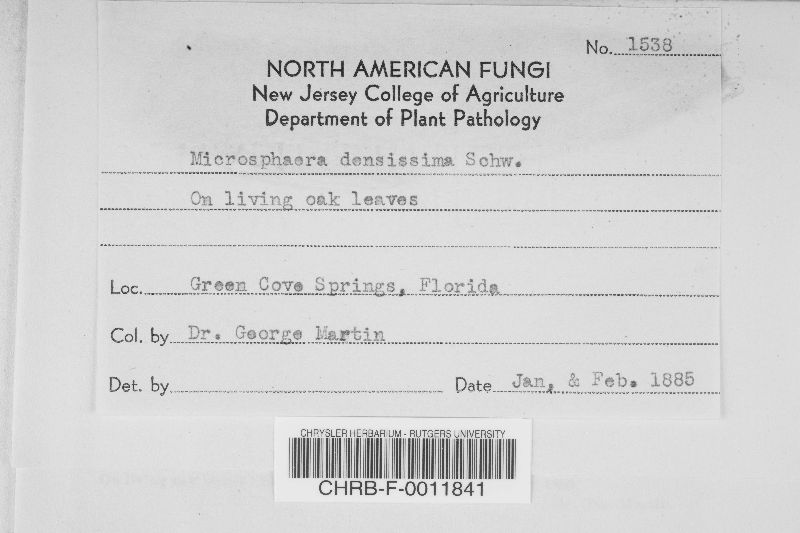 No. 1538
NORTH AMERICAN FUNGI
New Jersey College of Agriculture
Department of Plant Pathology
Microsphaera densissima Schw.
On living oak leaves
Loc. Green Cove Springs, Florida
Col. by Dr. George Martin
Det. by Date Jan, & Feb. 1885
CHRYSLER HERBARIUM - RUTGERS UNIVERSITY
CHRB-F-0011841